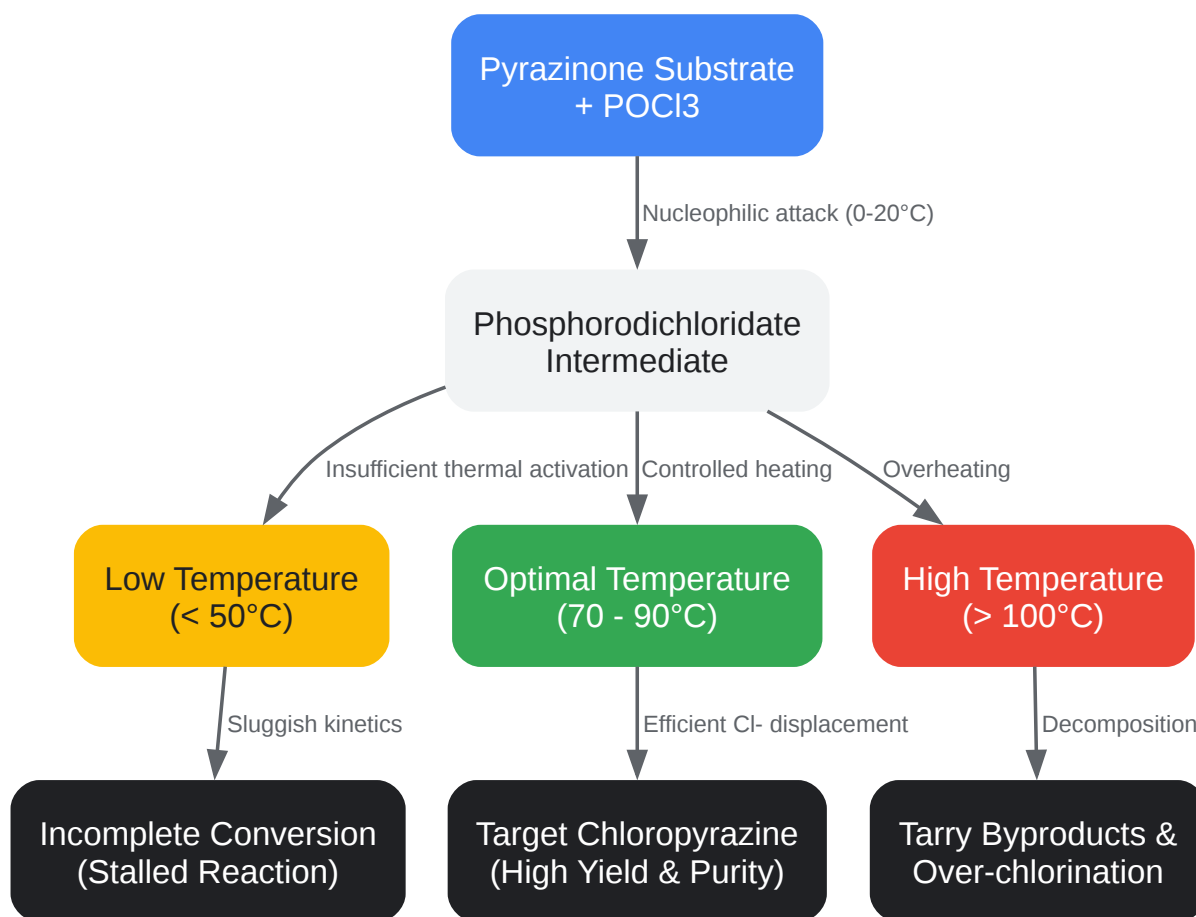 Pyrazinone Substrate
+ POCl3
Nucleophilic attack (0-20°C)
Phosphorodichloridate
Intermediate
Insufficient thermal activation
Controlled heating
Overheating
Low Temperature
(< 50°C)
Optimal Temperature
(70 - 90°C)
High Temperature
(> 100°C)
Sluggish kinetics
Efficient Cl- displacement
Decomposition
Incomplete Conversion
(Stalled Reaction)
Target Chloropyrazine
(High Yield & Purity)
Tarry Byproducts &
Over-chlorination